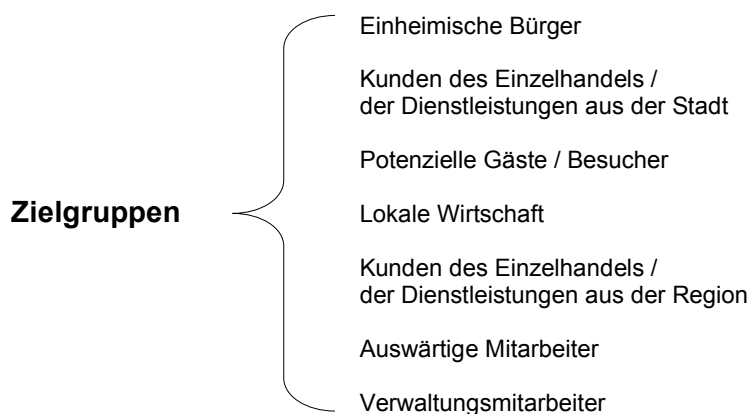 Einheimische Bürger
Kunden des Einzelhandels /
der Dienstleistungen aus der Stadt
Potenzielle Gäste / Besucher
Zielgruppen
Lokale Wirtschaft
Kunden des Einzelhandels /
der Dienstleistungen aus der Region
Auswärtige Mitarbeiter
Verwaltungsmitarbeiter